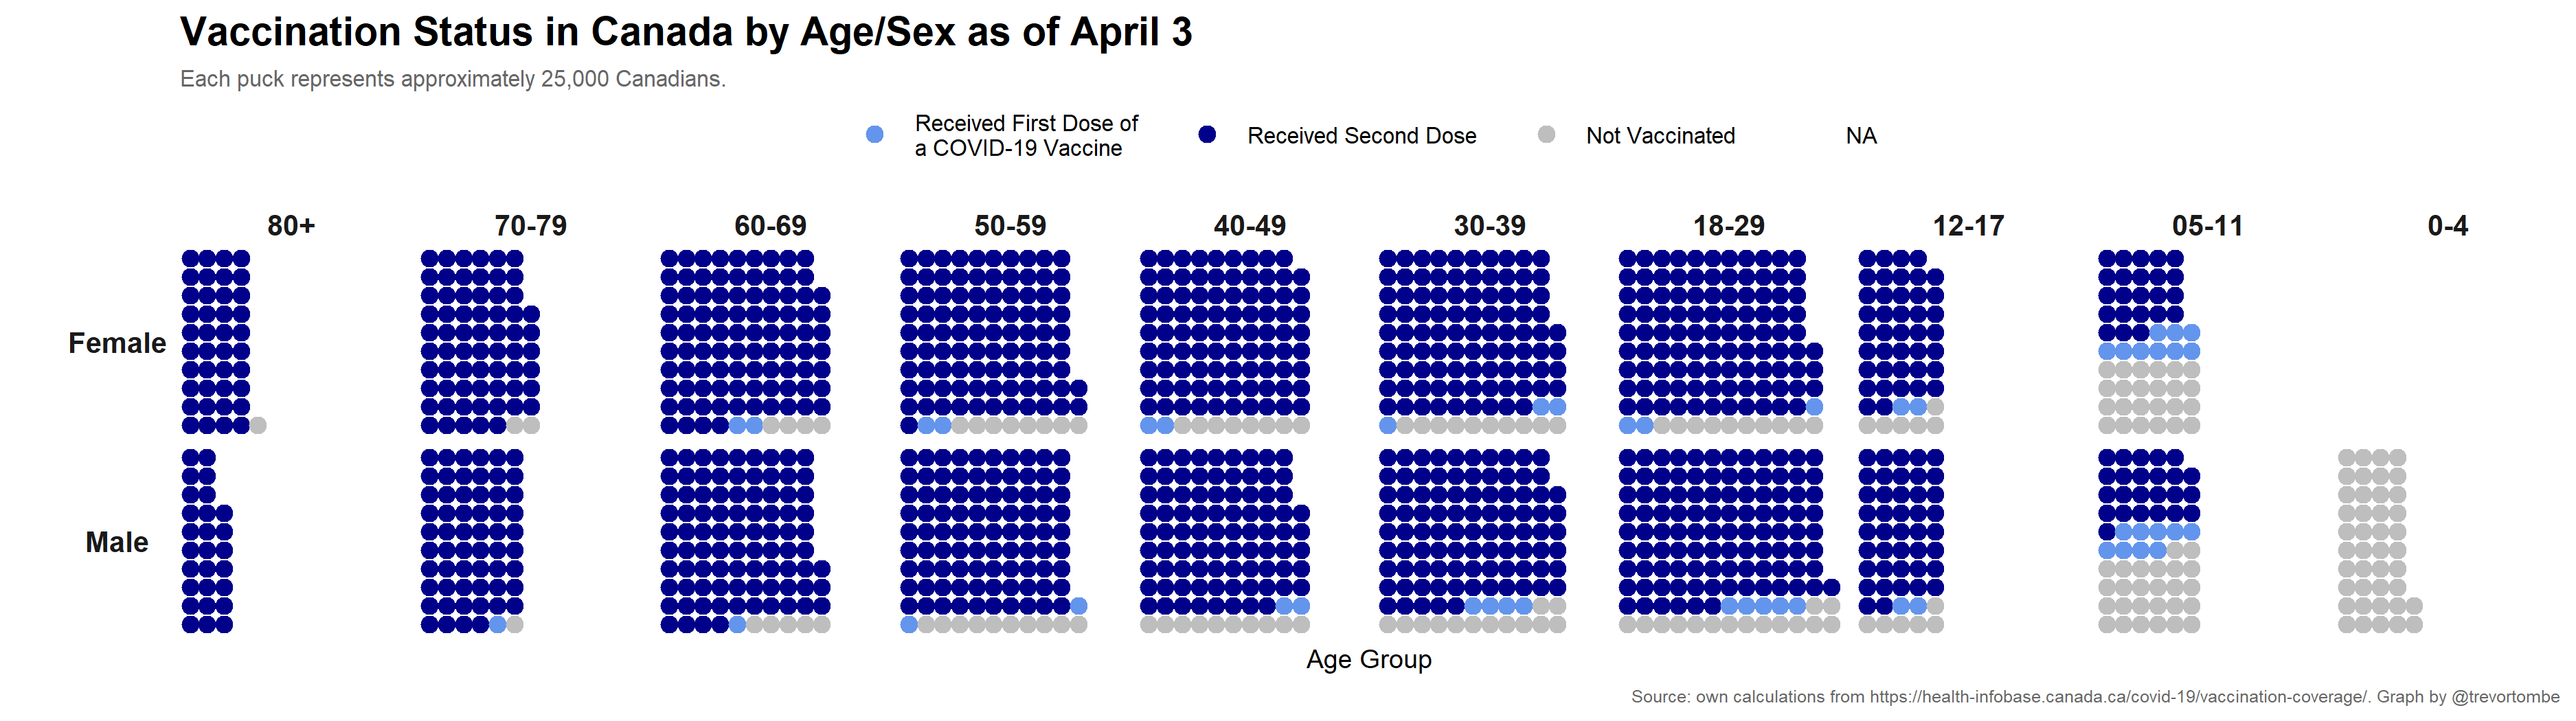 Vaccination Status in Canada by Age/Sex as of April 3
Each puck represents approximately 25,000 Canadians.
Received First Dose of
a COVID-19 Vaccine
Received Second Dose
Not Vaccinated
NA
80+ 70-79 60-69 50-59 40-49 30-39 18-29 12-17 05-11 0-4
Female
Male
Age Group
Source: own calculations from https://health-infobase.canada.ca/covid-19/vaccination-coverage/. Graph by @trevortombe